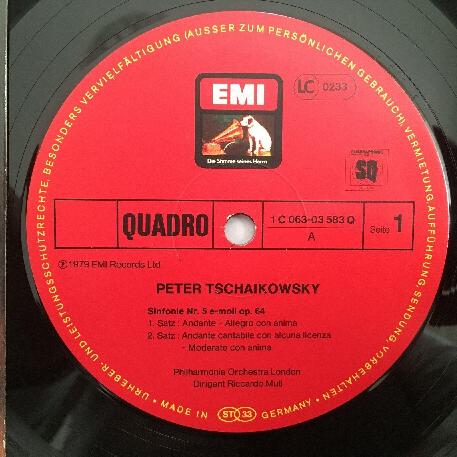 URHEBER- UND LEISTUNGSSCHUTZRECHTE, BESONDERS VERVIELFÄLTIGUNG (AUSSER ZUM PERSÖNLICHEN GEBRAUCH), VERMIETUNG, AUFFÜHRUNG, SENDUNG, VORBEHALTEN
EMI
Die Stimme seines Herrn
LC 0233
QUADRAPHONIC
SQ
QUADRO
1 C 063-03 583 Q
A
Seite 1
℗ 1979 EMI Records Ltd.
PETER TSCHAIKOWSKY
Sinfonie Nr. 5 e-moll op. 64
1. Satz : Andante - Allegro con anima
2. Satz : Andante cantabile con alcuna licenza
- Moderato con anima
Philharmonia Orchestra London
Dirigent Riccardo Muti
• MADE IN ST 33 GERMANY •